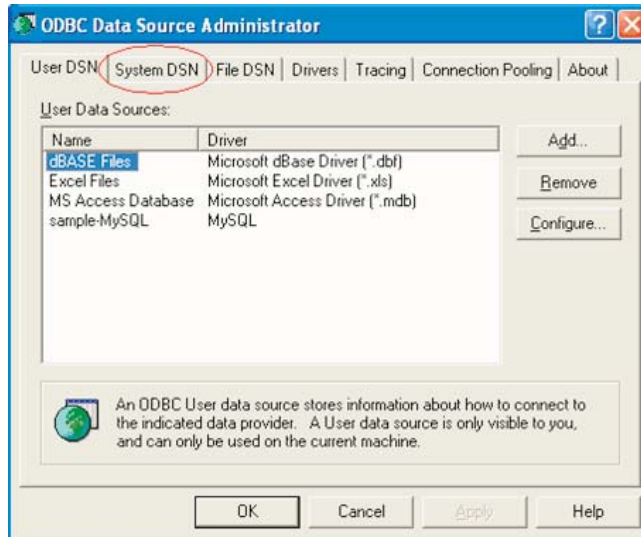 ODBC Data Source Administrator
User DSN System DSN File DSN Drivers Tracing Connection Pooling About
User Data Sources:
Name Driver
dBASE Files Microsoft dBase Driver (*.dbf)
Excel Files Microsoft Excel Driver (*.xls)
MS Access Database Microsoft Access Driver (*.mdb)
sample-MySQL MySQL
Add...
Remove
Configure...
An ODBC User data source stores information about how to connect to
the indicated data provider. A User data source is only visible to you,
and can only be used on the current machine.
OK Cancel Apply Help